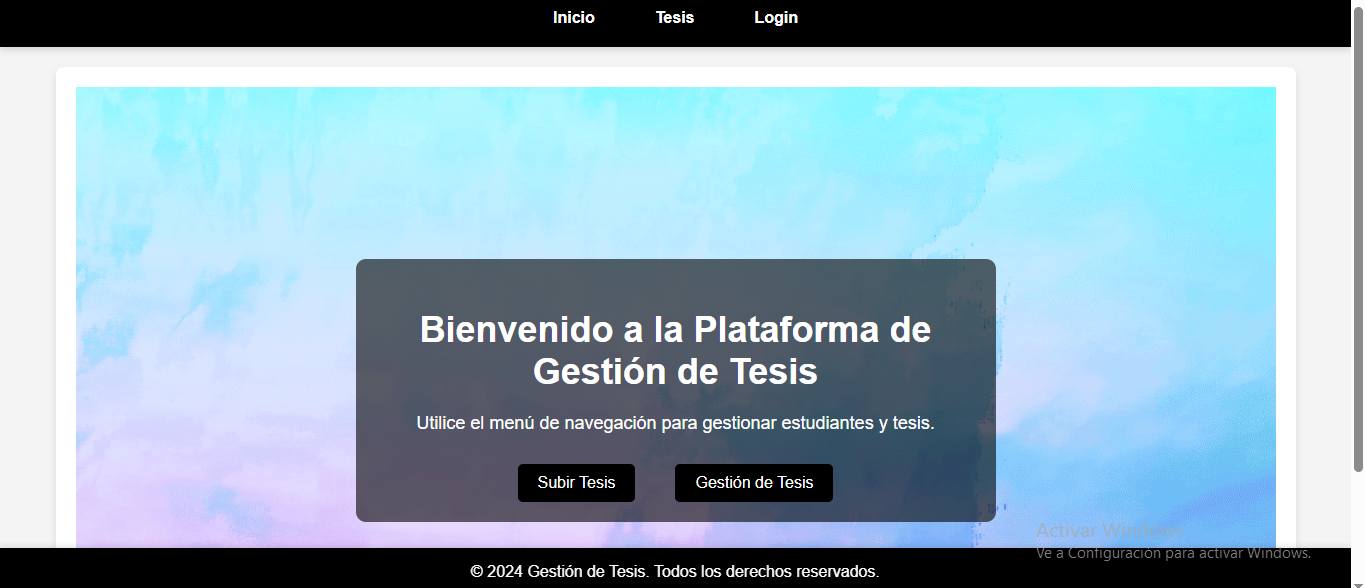 Inicio Tesis Login
Bienvenido a la Plataforma de
Gestión de Tesis
Utilice el menú de navegación para gestionar estudiantes y tesis.
Subir Tesis Gestión de Tesis
Activar Windows
Ve a Configuración para activar Windows.
© 2024 Gestión de Tesis. Todos los derechos reservados.